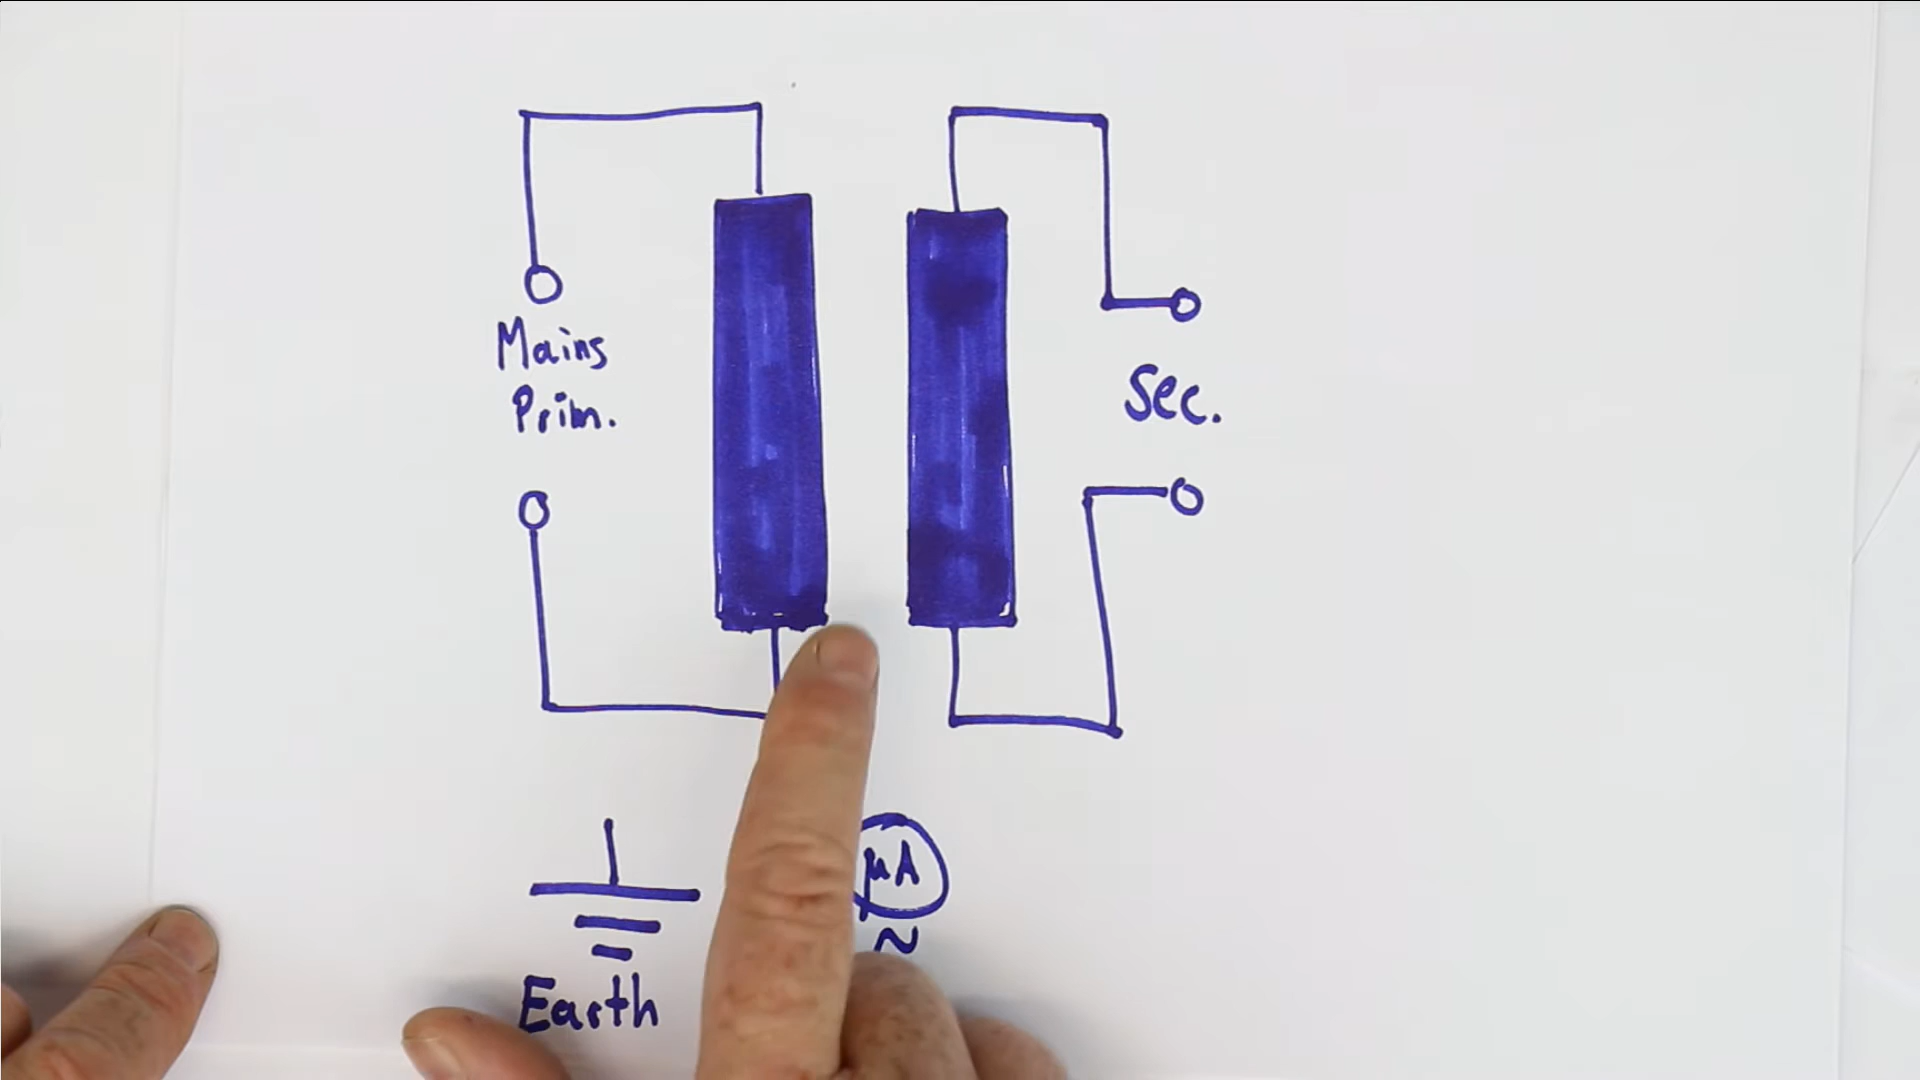 Mains
Prim.
Sec.
μA
~
Earth